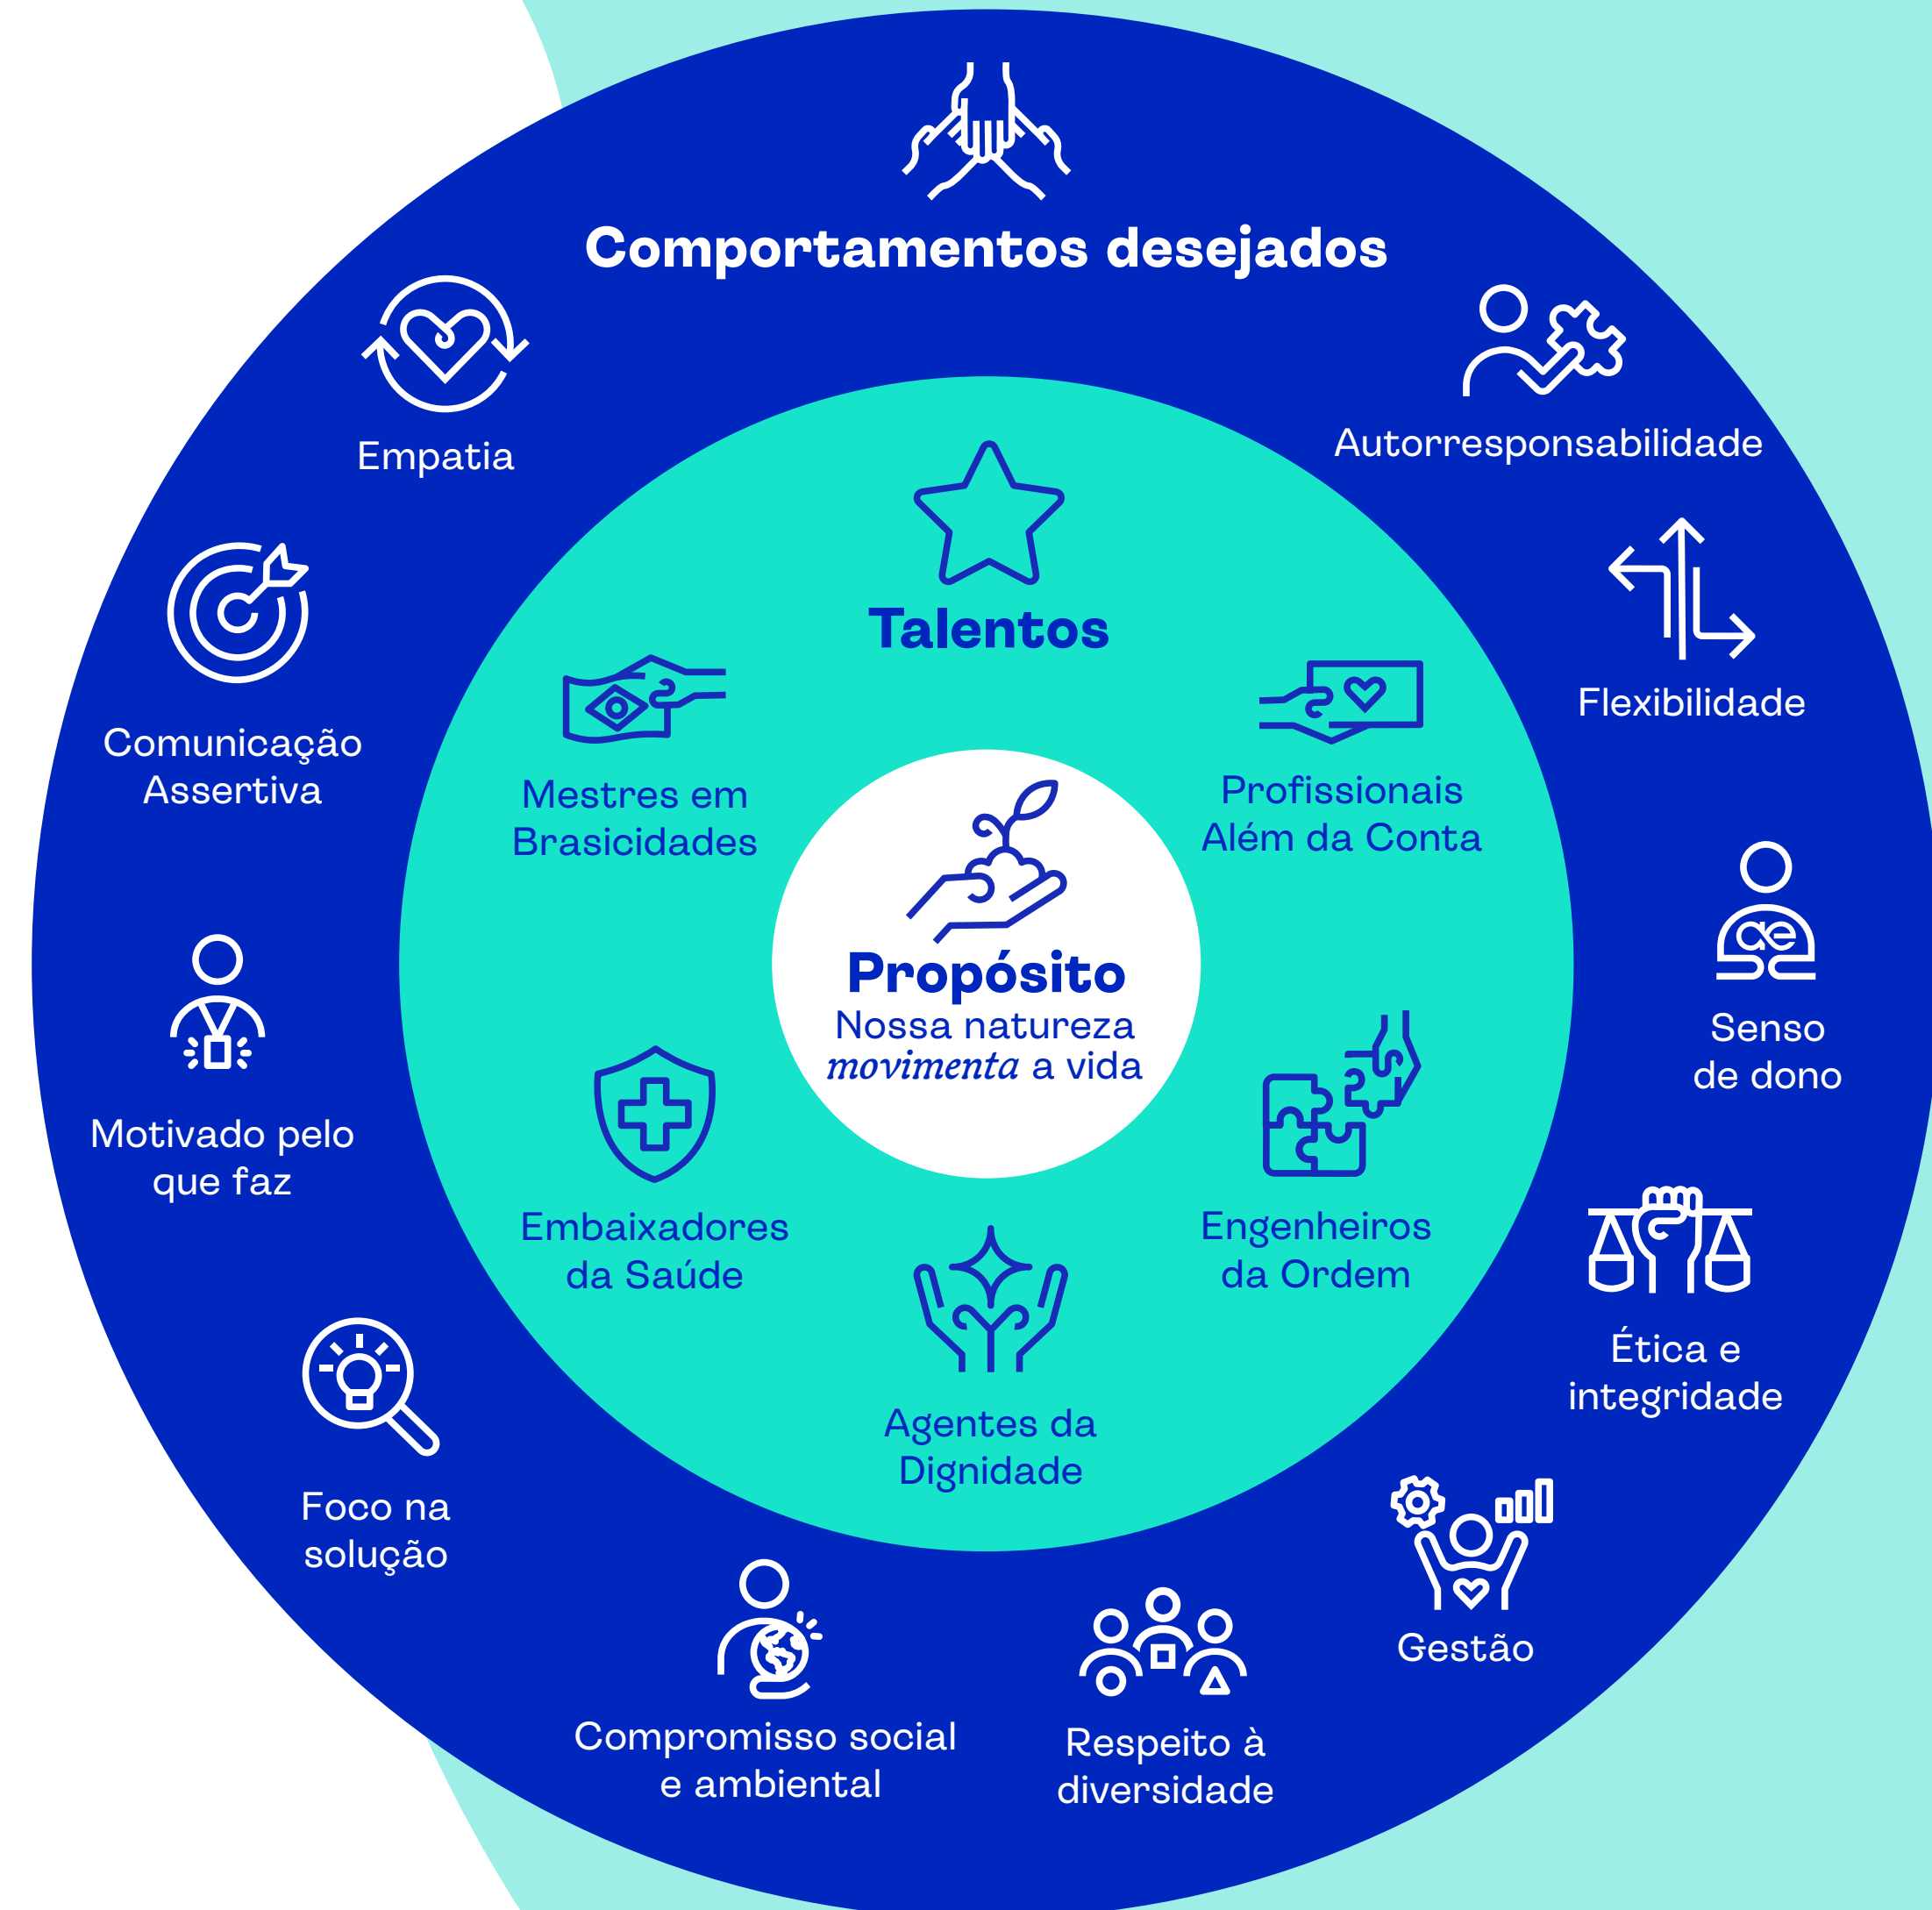 Comportamentos desejados
Empatia
Autorresponsabilidade
Comunicação
Assertiva
Flexibilidade
Motivado pelo
que faz
ae
Senso
de dono
Foco na
solução
Ética e
integridade
Compromisso social
e ambiental
Respeito à
diversidade
Gestão
Talentos
Mestres em
Brasicidades
Profissionais
Além da Conta
Embaixadores
da Saúde
Engenheiros
da Ordem
Agentes da
Dignidade
Propósito
Nossa natureza
movimenta a vida